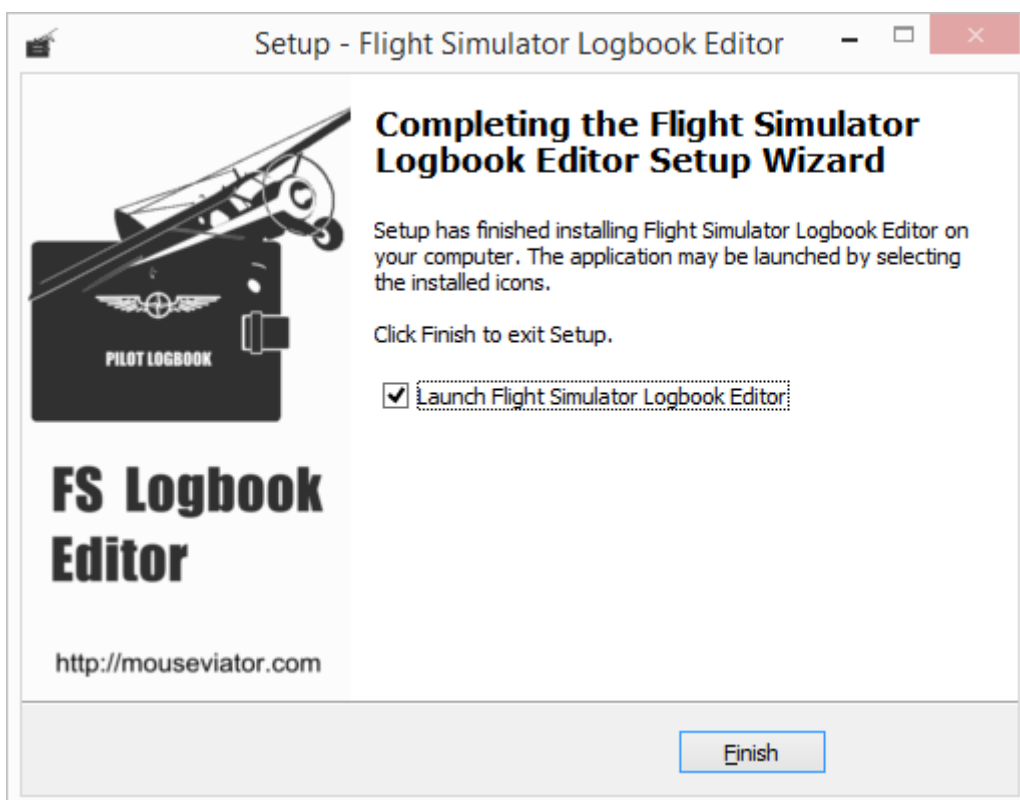 Setup - Flight Simulator Logbook Editor
Completing the Flight Simulator
Logbook Editor Setup Wizard
Setup has finished installing Flight Simulator Logbook Editor on
your computer. The application may be launched by selecting
the installed icons.
Click Finish to exit Setup.
Launch Flight Simulator Logbook Editor
PILOT LOGBOOK
FS Logbook
Editor
http://mouseviator.com
Finish